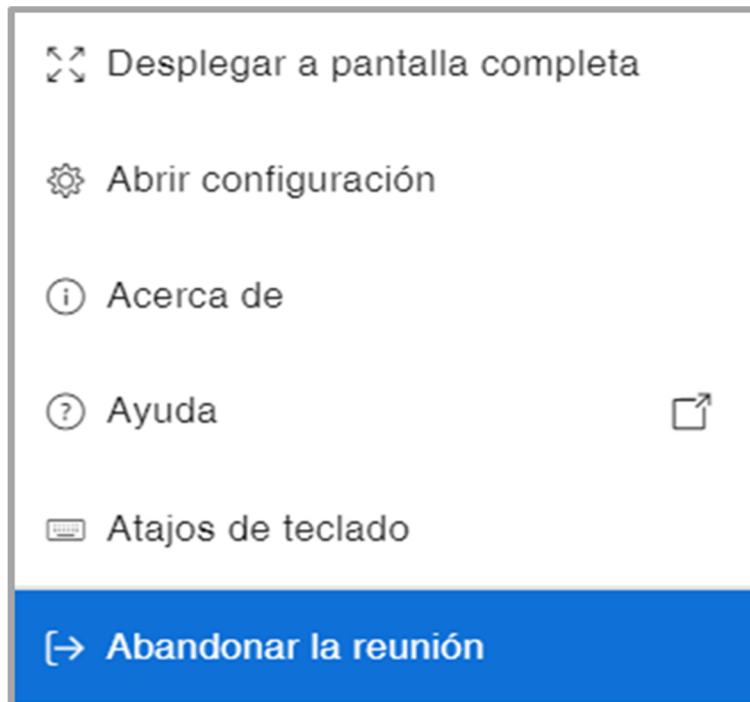 Desplegar a pantalla completa
Abrir configuración
Acerca de
Ayuda
Atajos de teclado
Abandonar la reunión